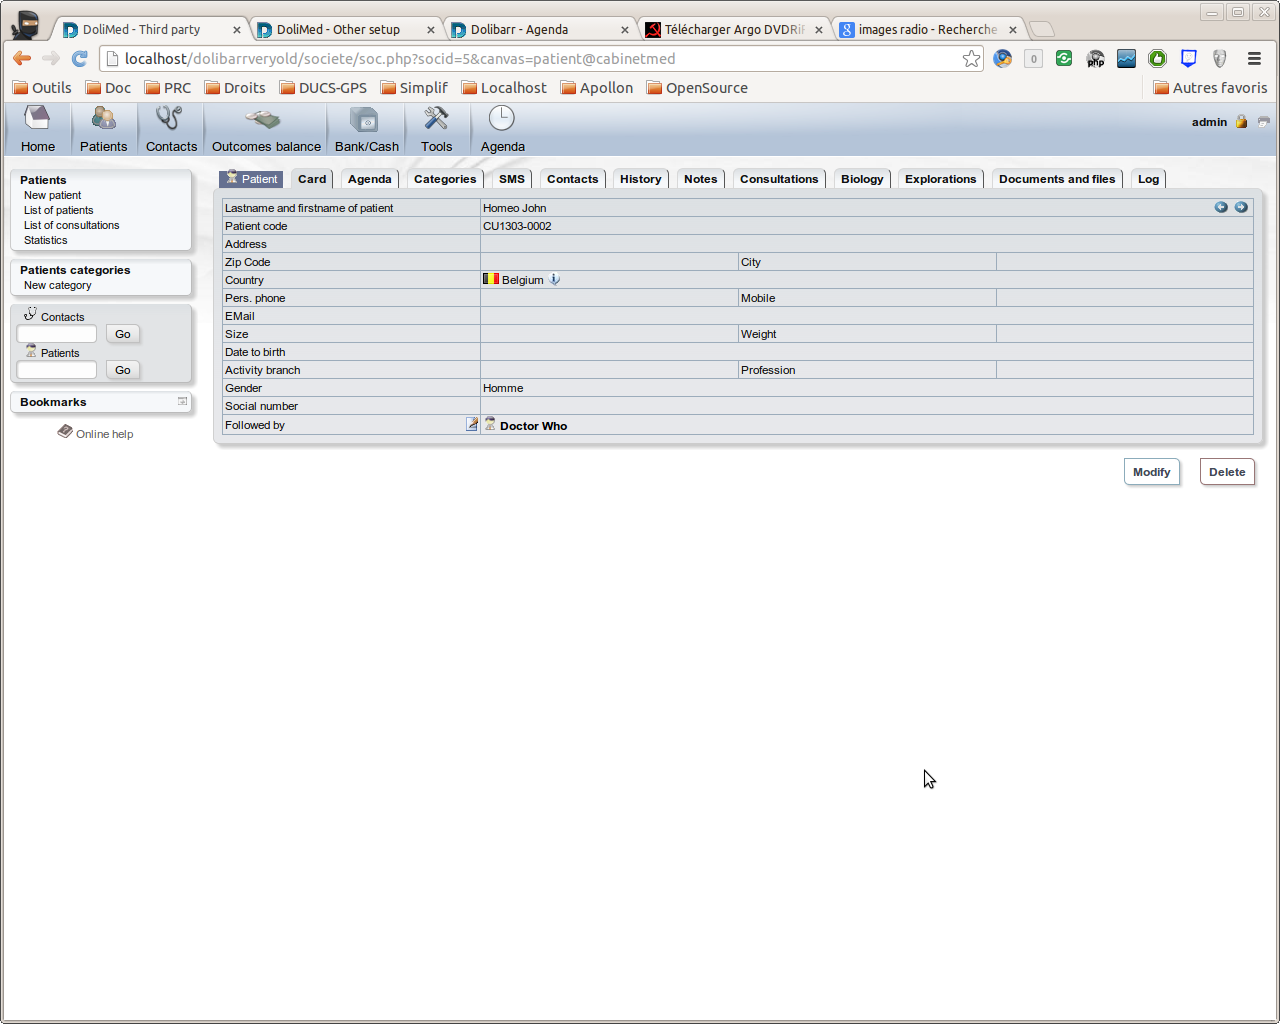 DoliMed - Third party
DoliMed - Other setup
Dolibarr - Agenda
Télécharger Argo DVDRi
images radio - Recherche
localhost/dolibarrveryold/societe/soc.php?socid=5&canvas=patient@cabinetmed
0
php
Outils Doc PRC Droits DUCS-GPS Simplif Localhost Apollon OpenSource Autres favoris
Home Patients Contacts Outcomes balance Bank/Cash Tools Agenda
admin
Patients
New patient
List of patients
List of consultations
Statistics
Patients categories
New category
Contacts
Go
Patients
Go
Bookmarks
Online help
Patient Card Agenda Categories SMS Contacts History Notes Consultations Biology Explorations Documents and files Log
Lastname and firstname of patient Homeo John
Patient code CU1303-0002
Address
Zip Code City
Country Belgium
Pers. phone Mobile
EMail
Size Weight
Date to birth
Activity branch Profession
Gender Homme
Social number
Followed by Doctor Who
Modify Delete